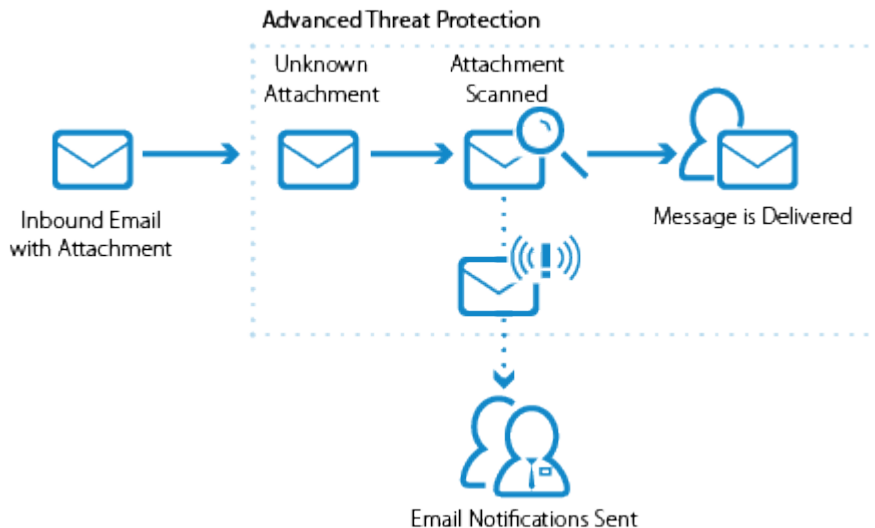 Advanced Threat Protection
Unknown
Attachment
Attachment
Scanned
Inbound Email
with Attachment
Message is Delivered
Email Notifications Sent